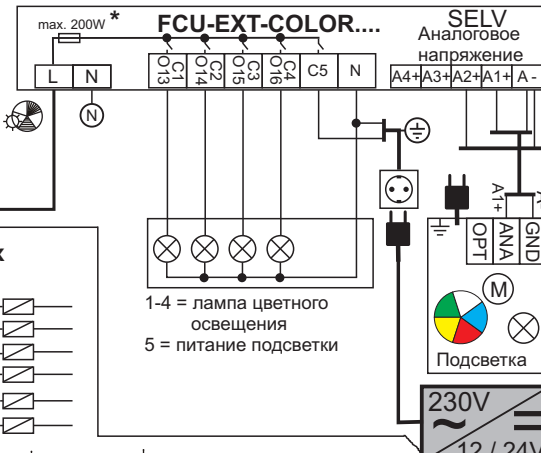 max. 200W *
FCU-EXT-COLOR....
SELV
Аналоговое
напряжение
L N
O13 C1
O14 C2
O15 C3
O16 C4
C5 N
A4+ A3+ A2+ A1+ A -
N
A1+
OPT
ANA
GND
M
Подсветка
1-4 = лампа цветного
освещения
5 = питание подсветки
230V
~ =
12 / 24V